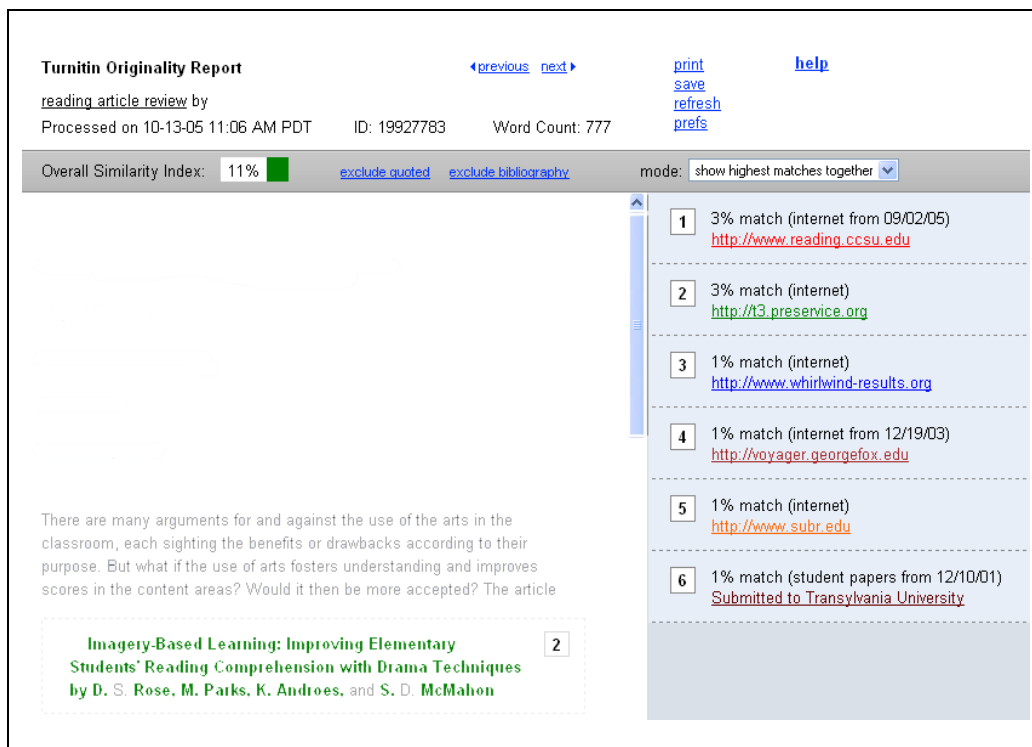 Turnitin Originality Report
previous next
print
help
save
reading article review by
refresh
Processed on 10-13-05 11:06 AM PDT ID: 19927783 Word Count: 777
prefs
Overall Similarity Index: 11% exclude quoted exclude bibliography mode: show highest matches together
1 3% match (internet from 09/02/05)
http://www.reading.ccsu.edu
2 3% match (internet)
http://t3.preservice.org
3 1% match (internet)
http://www.whirlwind-results.org
4 1% match (internet from 12/19/03)
http://voyager.georgefox.edu
5 1% match (internet)
http://www.subr.edu
6 1% match (student papers from 12/10/01)
Submitted to Transylvania University
There are many arguments for and against the use of the arts in the
classroom, each sighting the benefits or drawbacks according to their
purpose. But what if the use of arts fosters understanding and improves
scores in the content areas? Would it then be more accepted? The article
Imagery-Based Learning: Improving Elementary 2
Students' Reading Comprehension with Drama Techniques
by D. S. Rose, M. Parks, K. Androes, and S. D. McMahon